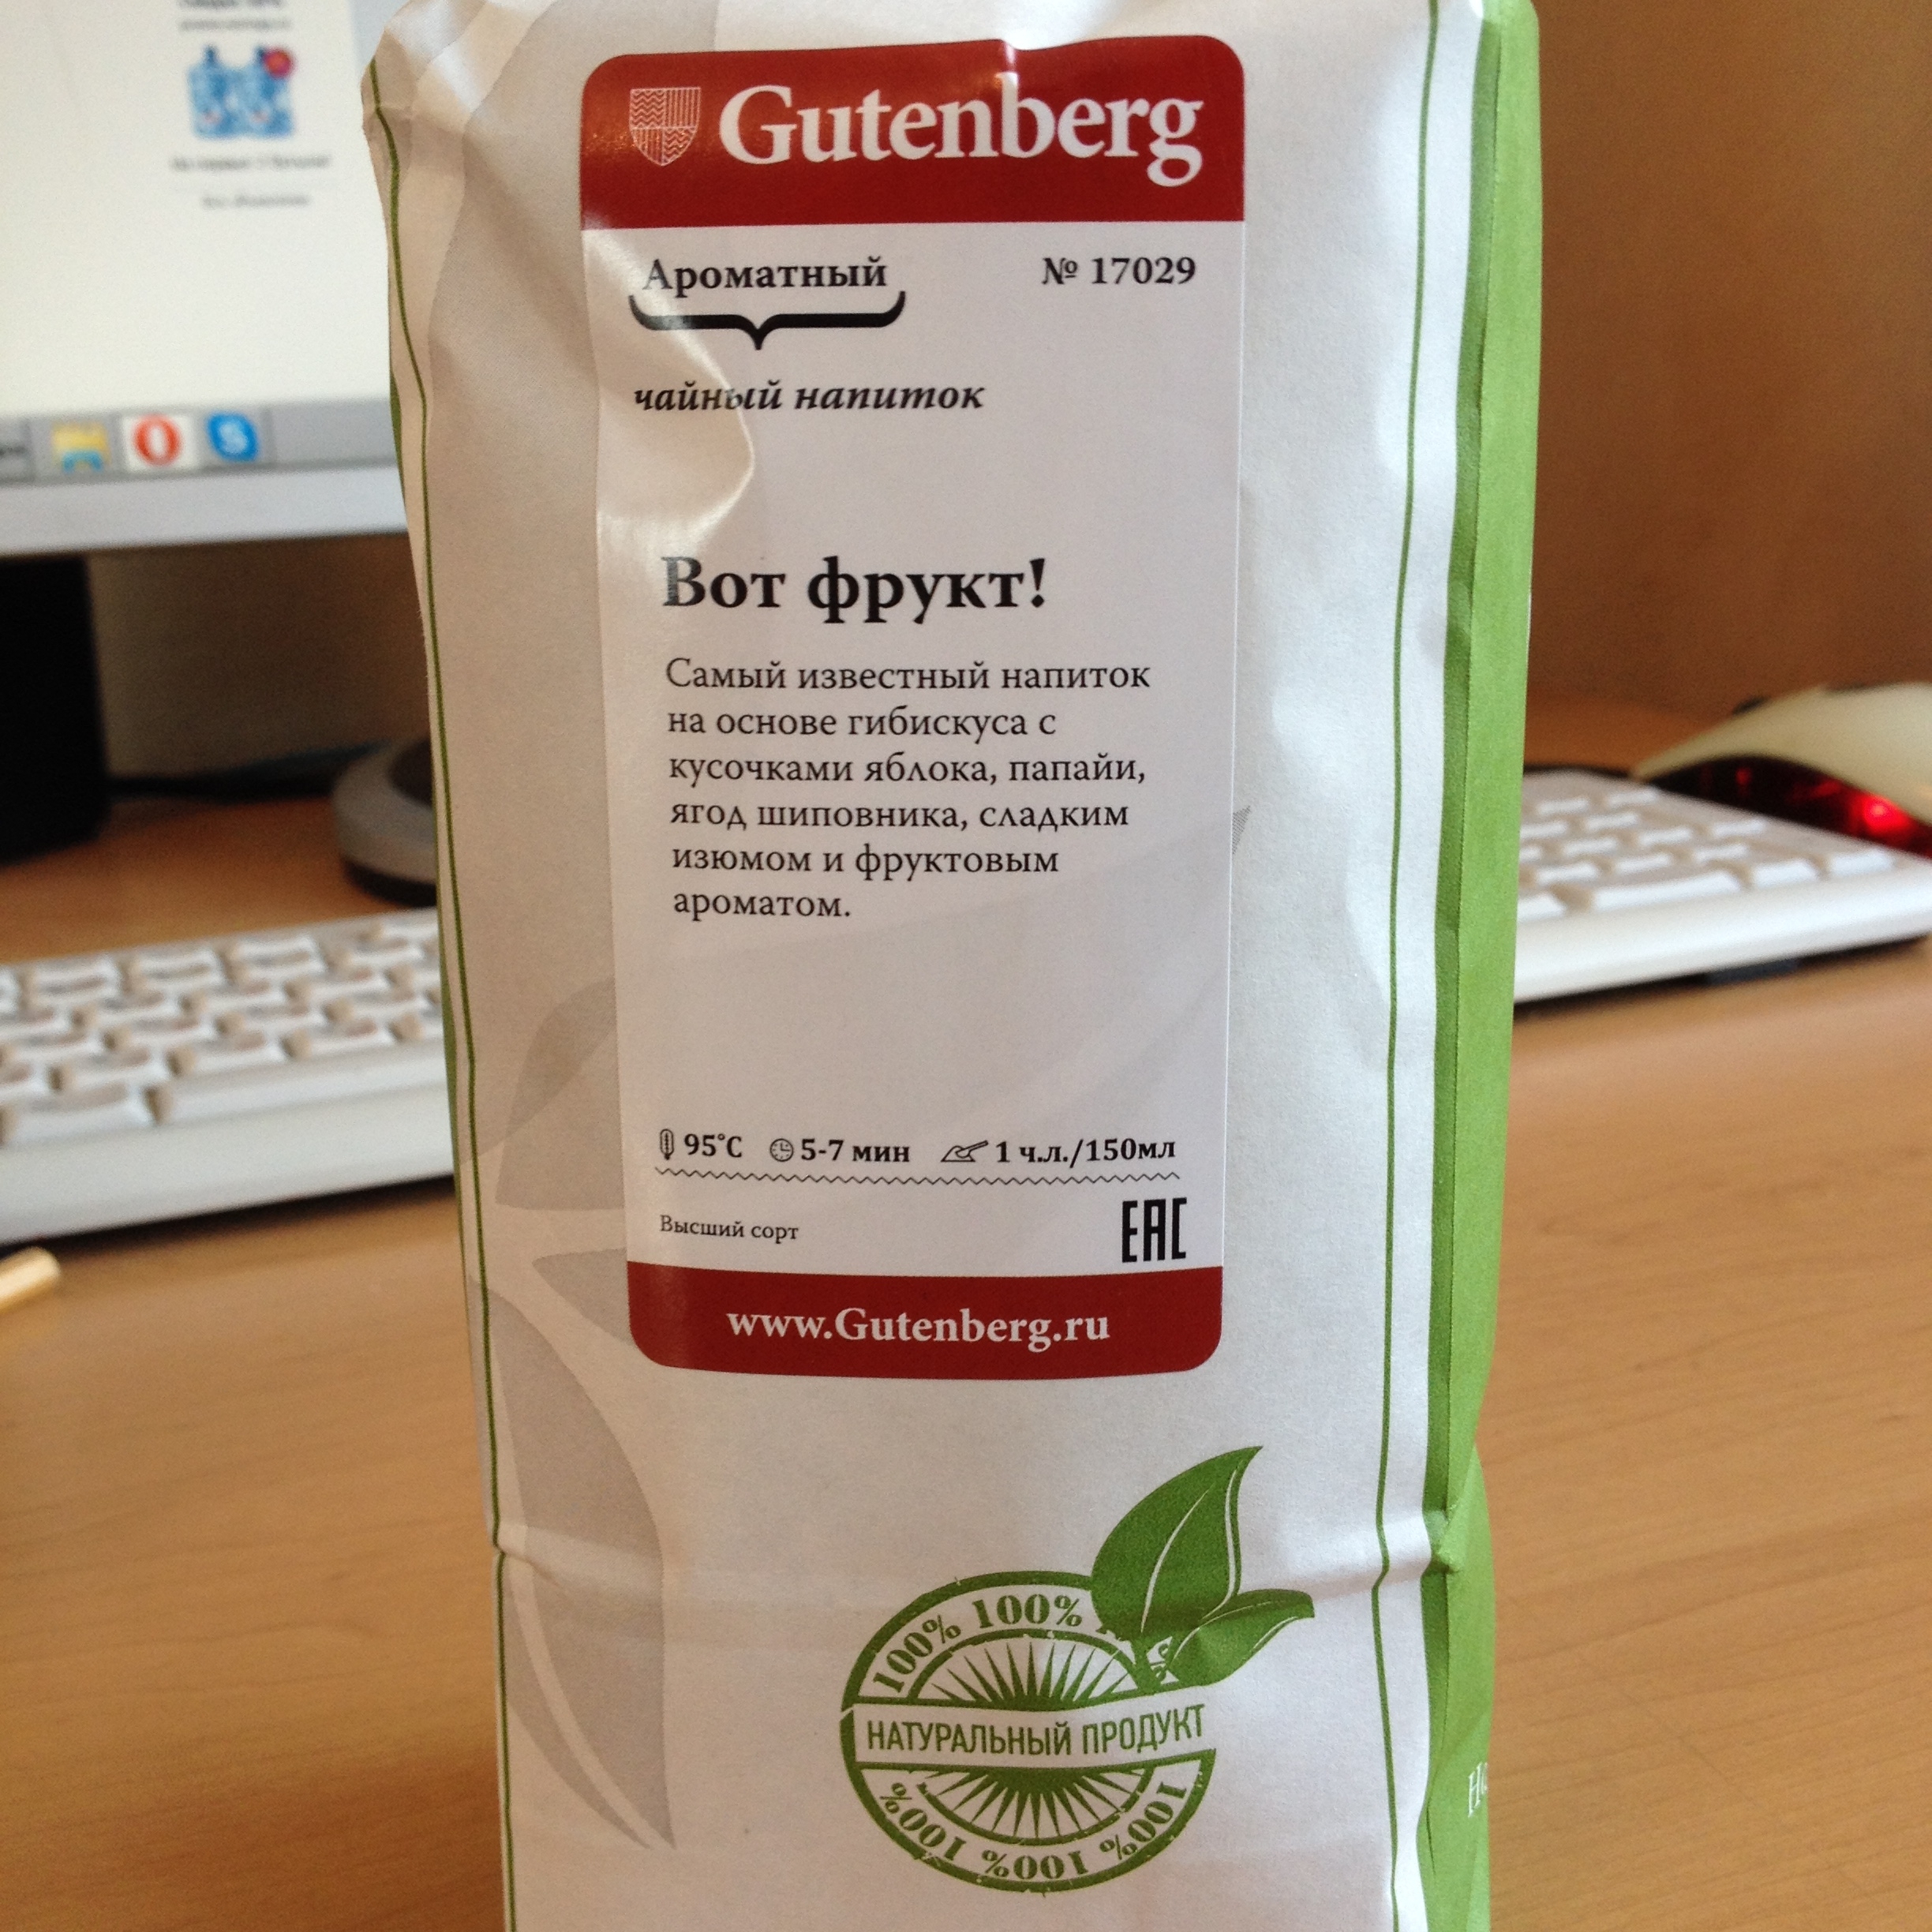 Gutenberg
Ароматный
№ 17029
чайный напиток
Вот фрукт!
Самый известный напиток
на основе гибискуса с
кусочками яблока, папайи,
ягод шиповника, сладким
изюмом и фруктовым
ароматом.
95°C 5-7 мин 1 ч.л./150мл
Высший сорт
EAC
www.Gutenberg.ru
100% 100%
НАТУРАЛЬНЫЙ ПРОДУКТ
100% 100% 100%